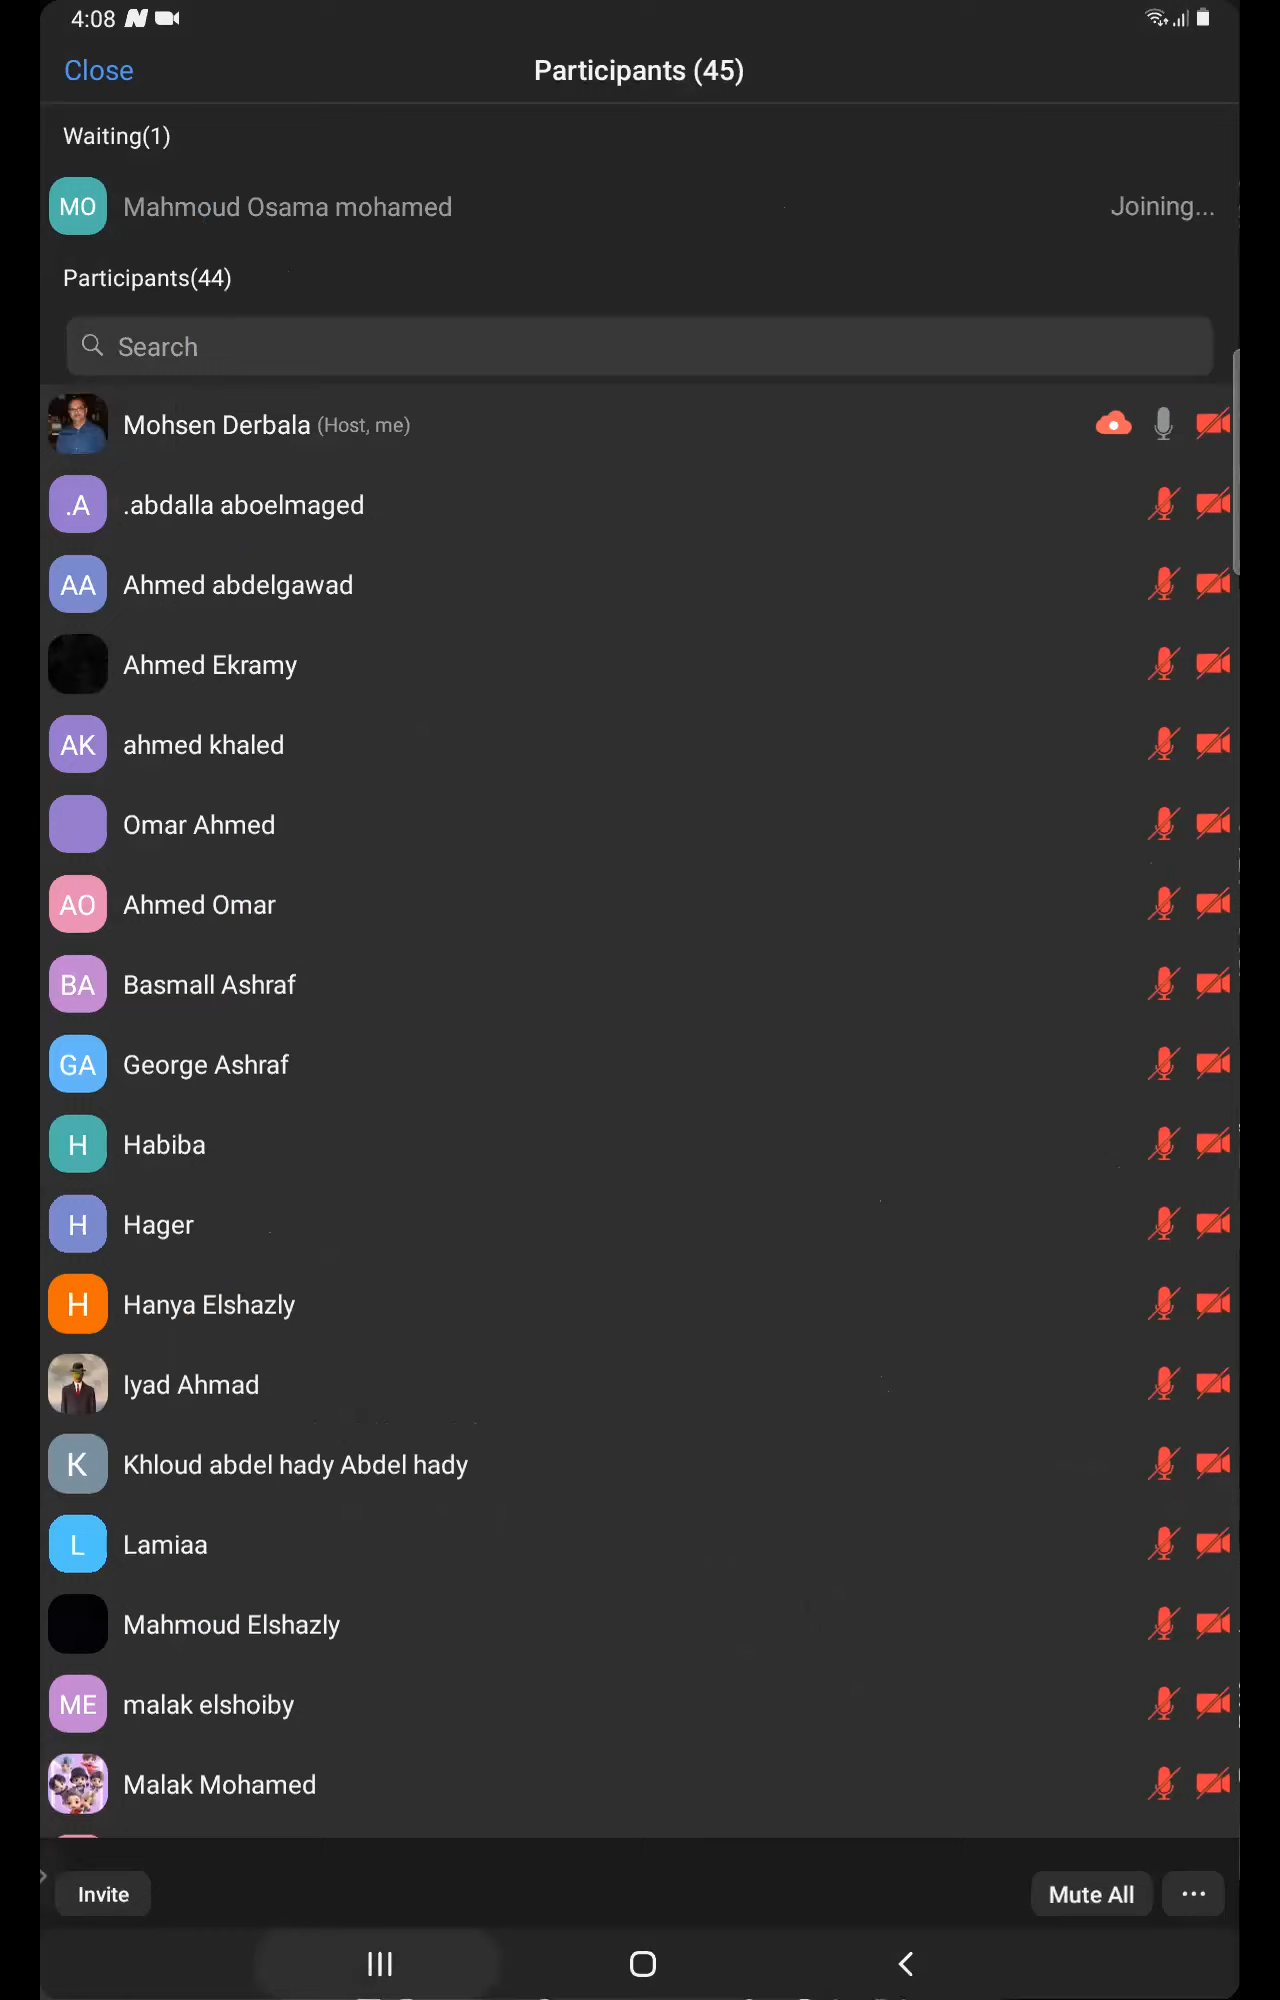 4:08
Close
Participants (45)
Waiting(1)
MO Mahmoud Osama mohamed Joining...
Participants(44)
Search
Mohsen Derbala (Host, me)
.A .abdalla aboelmaged
AA Ahmed abdelgawad
Ahmed Ekramy
AK ahmed khaled
Omar Ahmed
AO Ahmed Omar
BA Basmall Ashraf
GA George Ashraf
H Habiba
H Hager
H Hanya Elshazly
Iyad Ahmad
K Khloud abdel hady Abdel hady
L Lamiaa
Mahmoud Elshazly
ME malak elshoiby
Malak Mohamed
Invite Mute All ...